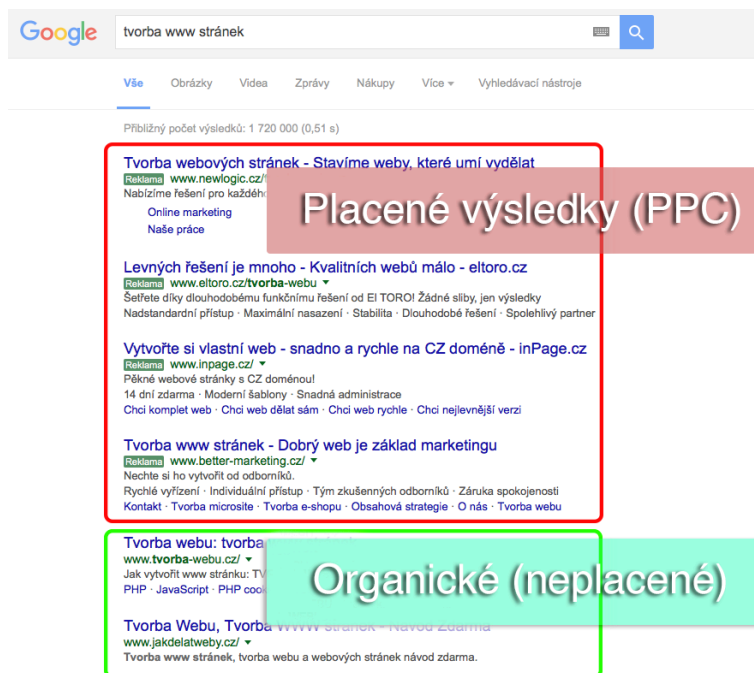 Google
tvorba www stránek
Vše Obrázky Videa Zprávy Nákupy Více Vyhledávací nástroje
Přibližný počet výsledků: 1 720 000 (0,51 s)
Tvorba webových stránek - Stavíme weby, které umí vydělat
Reklama www.newlogic.cz/
Nabízíme řešení pro každého
Online marketing
Naše práce
Placené výsledky (PPC)
Levných řešení je mnoho - Kvalitních webů málo - eltoro.cz
Reklama www.eltoro.cz/tvorba-webu
Šetřete díky dlouhodobému funkčnímu řešení od El TORO! Žádné sliby, jen výsledky
Nadstandardní přístup · Maximální nasazení · Stabilita · Dlouhodobé řešení · Spolehlivý partner
Vytvořte si vlastní web - snadno a rychle na CZ doméně - inPage.cz
Reklama www.inpage.cz/
Pěkné webové stránky s CZ doménou!
14 dní zdarma · Moderní šablony · Snadná administrace
Chci komplet web · Chci web dělat sám · Chci web rychle · Chci nejlevnější verzi
Tvorba www stránek - Dobrý web je základ marketingu
Reklama www.better-marketing.cz/
Nechte si ho vytvořit od odborníků.
Rychlé vyřízení · Individuální přístup · Tým zkušených odborníků · Záruka spokojenosti
Kontakt · Tvorba microsite · Tvorba e-shopu · Obsahová strategie · O nás · Tvorba webu
Tvorba webu: tvorba
www.tvorba-webu.cz/
Jak vytvořit www stránku:
PHP · JavaScript · PHP
Organické (neplacené)
Tvorba Webu, Tvorba WWW stránek - Návod Zdarma
www.jakdelatweby.cz/
Tvorba www stránek, tvorba webu a webových stránek návod zdarma.